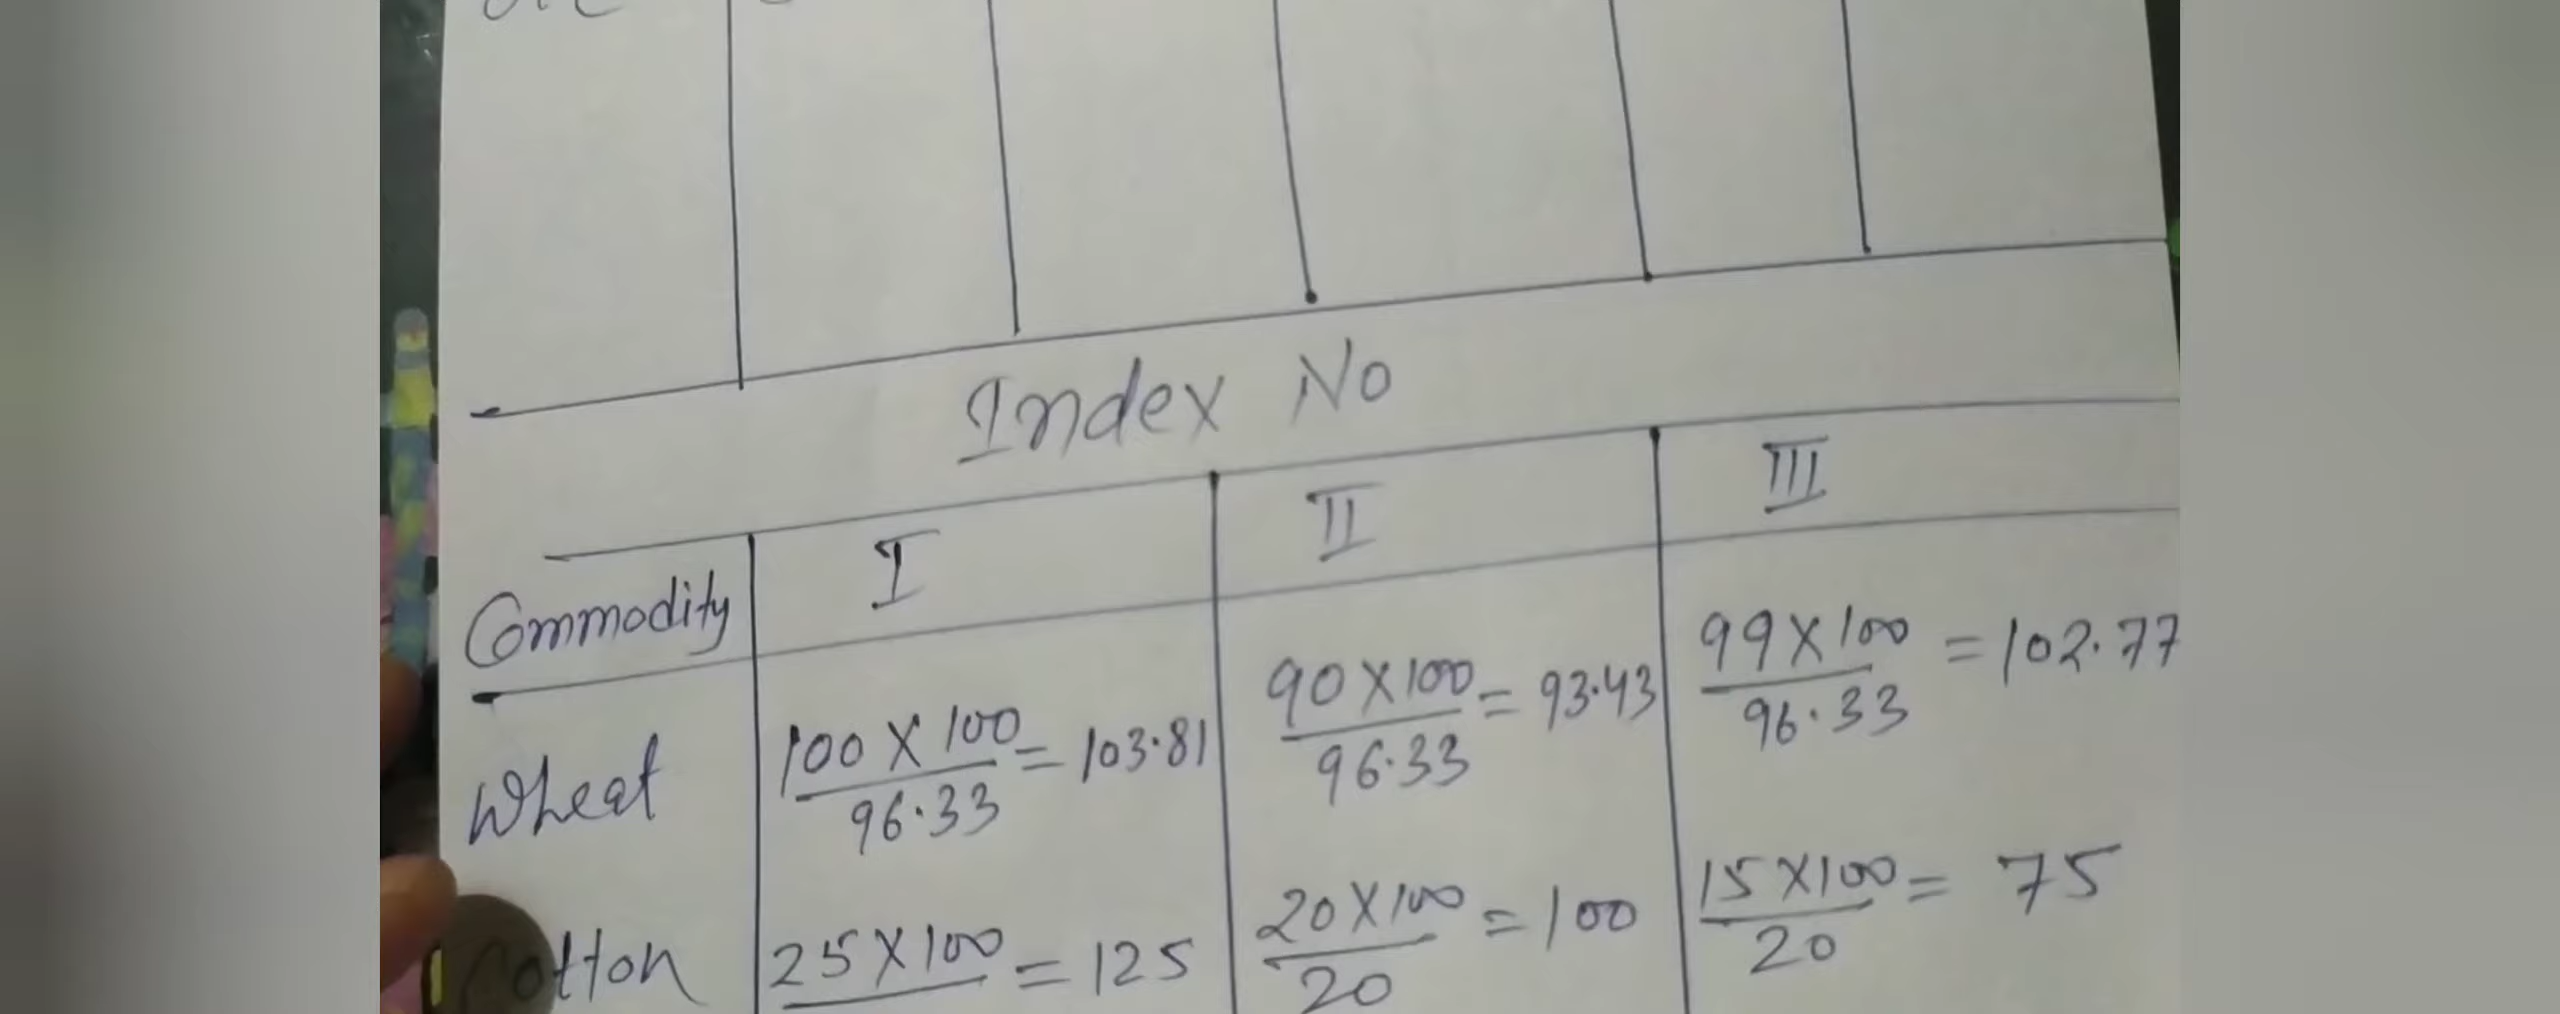 Index No
Commodity I II III
Wheat 100 X 100 / 96.33 = 103.81 90 X 100 / 96.33 = 93.43 99 X 100 / 96.33 = 102.77
Cotton 25 X 100 = 125 20 X 100 / 20 = 100 15 X 100 / 20 = 75